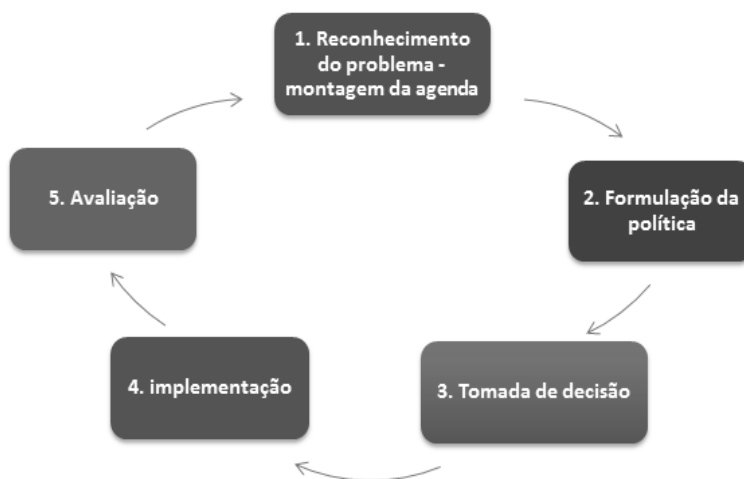 1. Reconhecimento
do problema -
montagem da agenda
2. Formulação da
política
3. Tomada de decisão
4. implementação
5. Avaliação